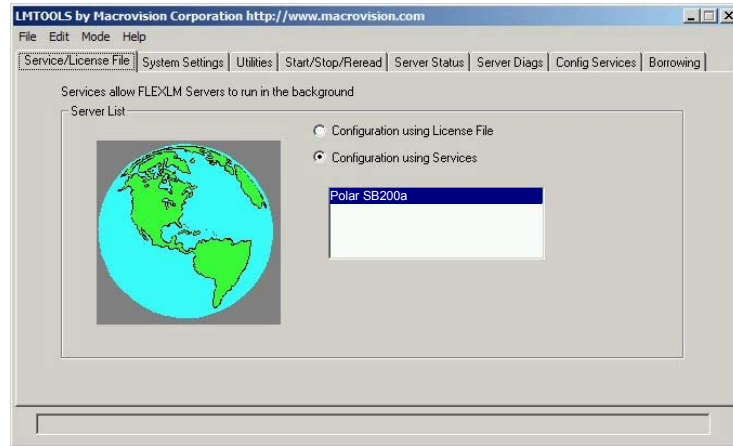 LMTOOLS by Macrovision Corporation http://www.macrovision.com
File Edit Mode Help
Service/License File System Settings Utilities Start/Stop/Reread Server Status Server Diags Config Services Borrowing
Services allow FLEXLM Servers to run in the background
Server List
Configuration using License File
Configuration using Services
Polar SB200a